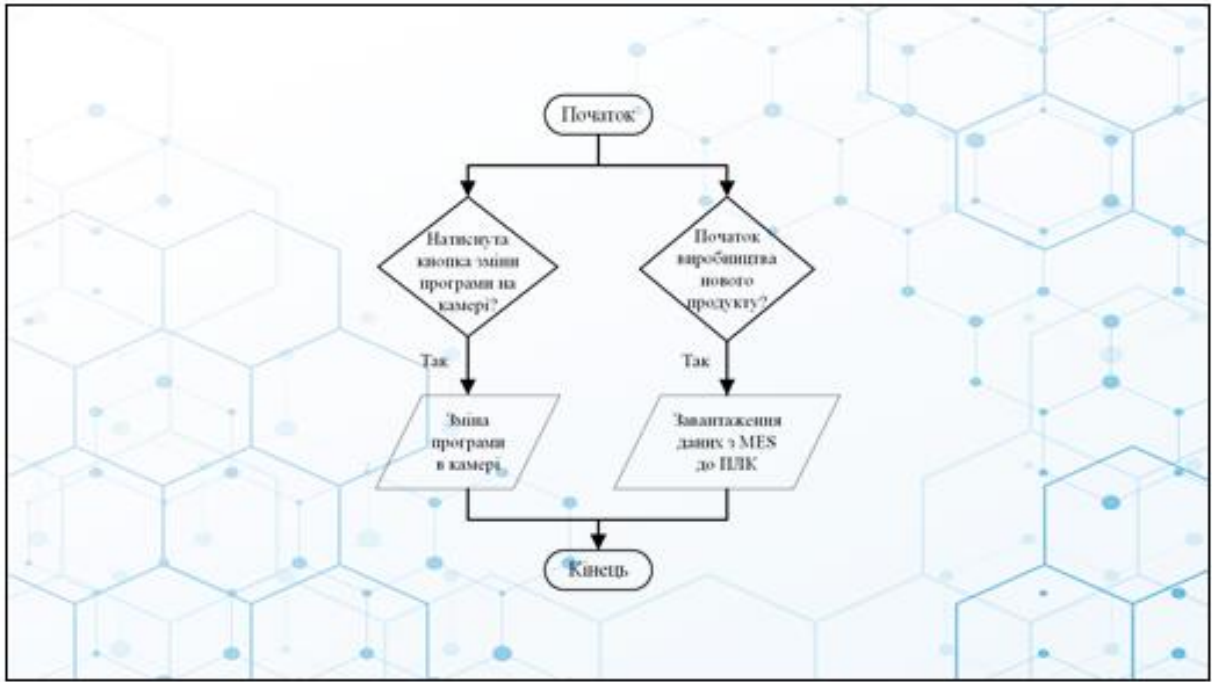 Початок
Натиснута
кнопка зміни
програми на
камері?
Початок
виробництва
нового
продукту?
Так
Так
Зміна
програми
в камері
Завантаження
даних з MES
до ПЛК
Кінець